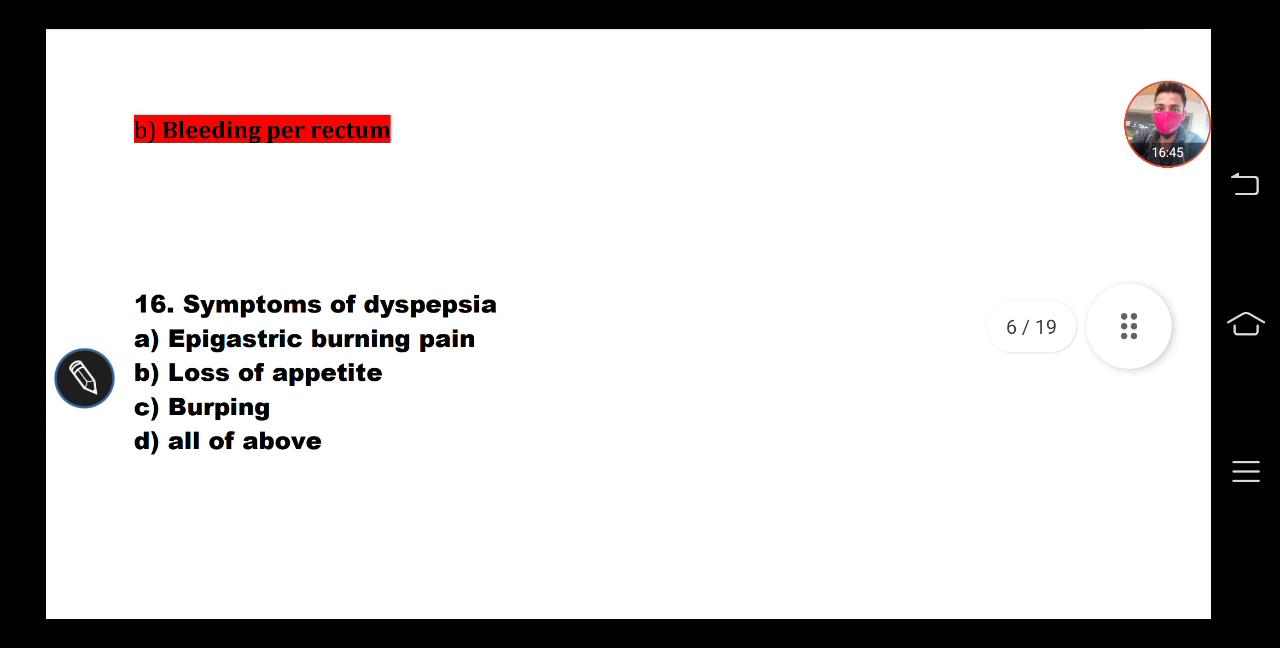 b) Bleeding per rectum
16:45
16. Symptoms of dyspepsia
a) Epigastric burning pain
6 / 19
b) Loss of appetite
c) Burping
d) all of above